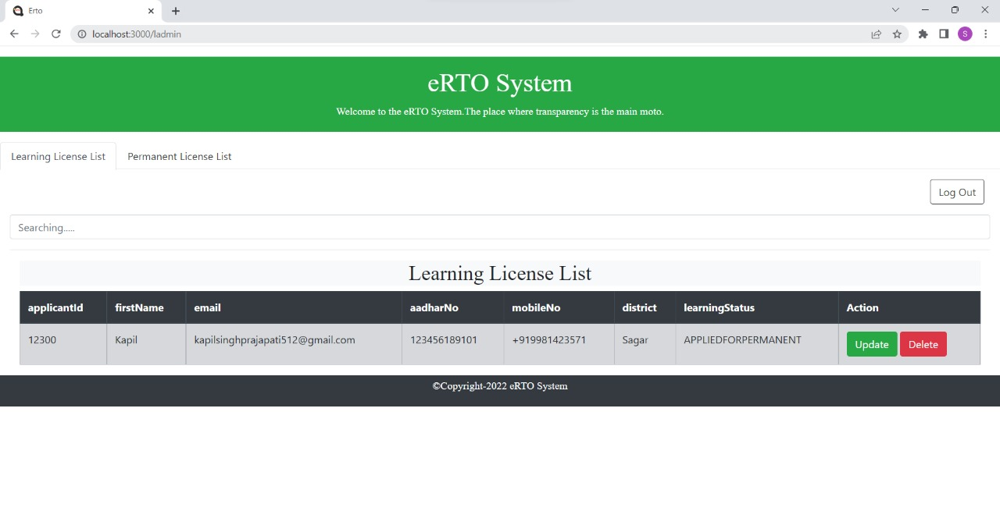 Erto
localhost:3000/ladmin
S
eRTO System
Welcome to the eRTO System.The place where transparency is the main moto.
Learning License List Permanent License List
Log Out
Searching.....
Learning License List
applicantId firstName email aadharNo mobileNo district learningStatus Action
12300 Kapil kapilsinghprajapati512@gmail.com 123456189101 +919981423571 Sagar APPLIEDFORPERMANENT Update Delete
©Copyright-2022 eRTO System